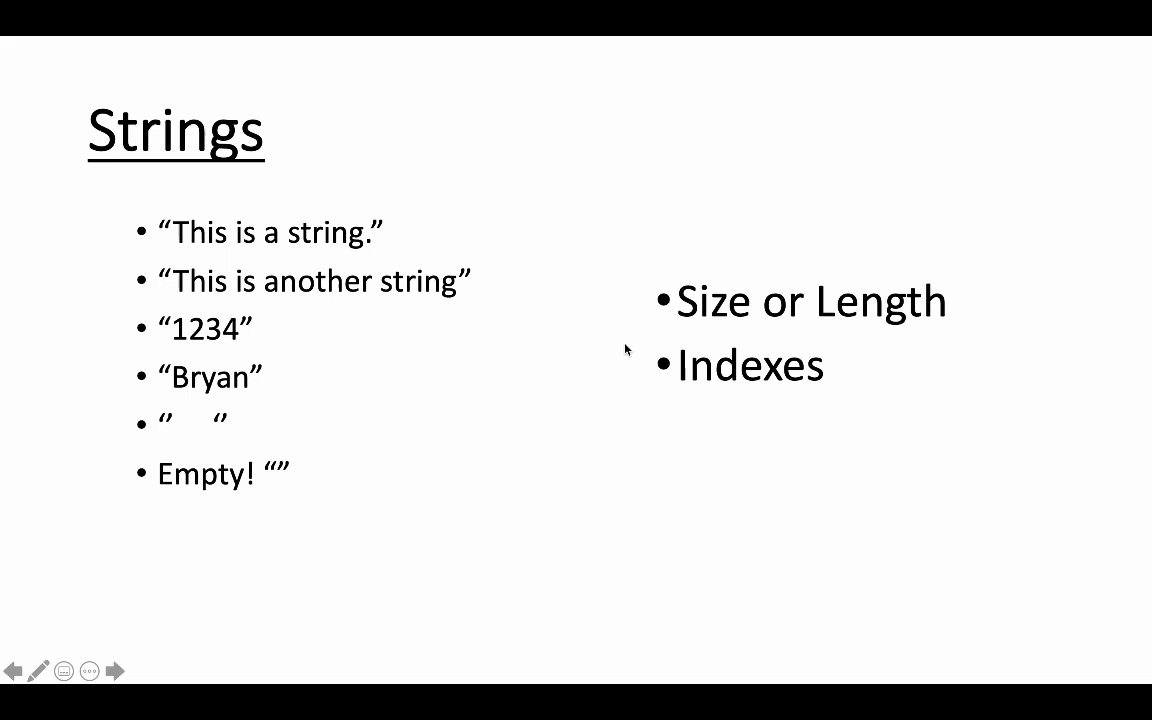 Strings
• “This is a string.”
• “This is another string”
• “1234”
• “Bryan”
• ‘’ ‘’
• Empty! “”
• Size or Length
• Indexes